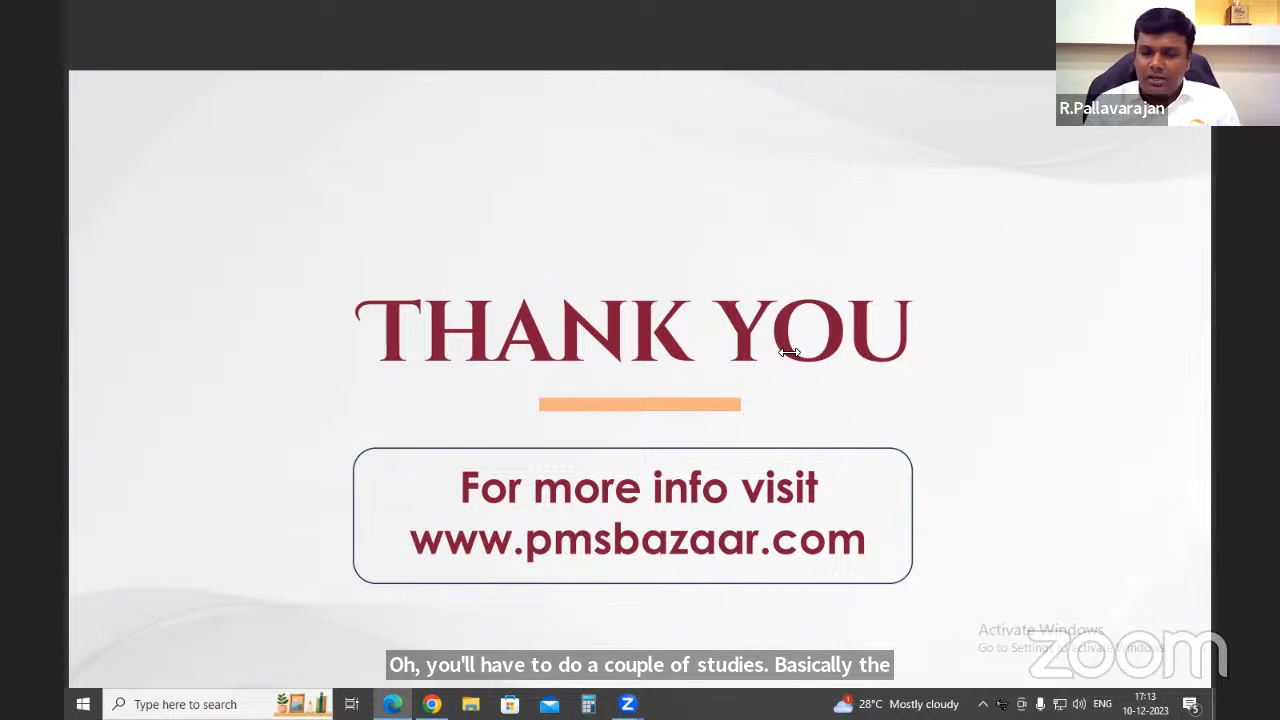 R.Pallavarajan
THANK YOU
For more info visit
www.pmsbazaar.com
Activate Windows
Go to Settings to activate Windows.
zoom
Oh, you'll have to do a couple of studies. Basically the
Type here to search
28°C Mostly cloudy
ENG
17:13
10-12-2023